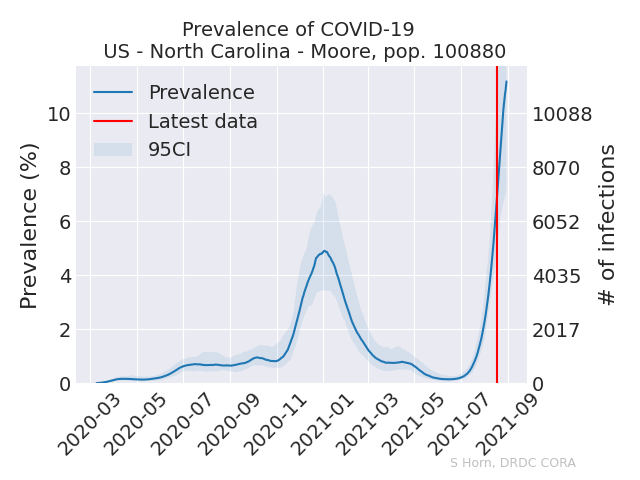 Prevalence of COVID-19
US - North Carolina - Moore, pop. 100880
Prevalence
Latest data
95CI
Prevalence (%)
10
8
6
4
2
0
10088
8070
6052
4035
2017
0
# of infections
2020-03
2020-05
2020-07
2020-09
2020-11
2021-01
2021-03
2021-05
2021-07
2021-09
S Horn, DRDC CORA